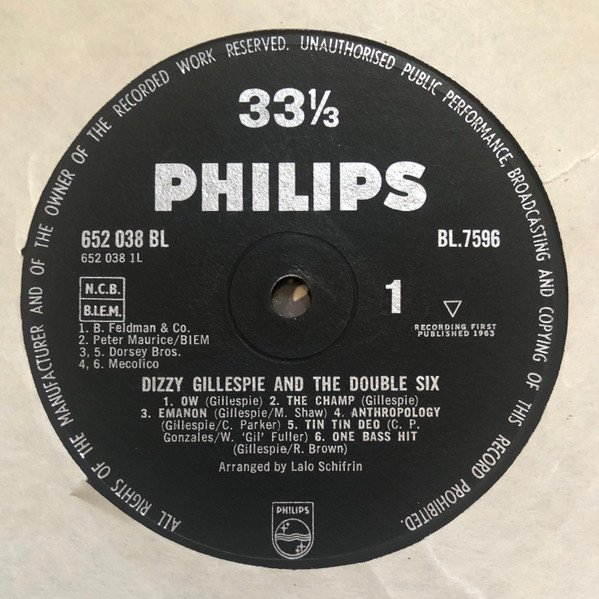 ALL RIGHTS OF THE MANUFACTURER AND OF THE OWNER OF THE RECORDED WORK RESERVED. UNAUTHORISED PUBLIC PERFORMANCE, BROADCASTING AND COPYING OF THIS RECORD PROHIBITED.
33⅓
PHILIPS
652 038 BL
652 038 1L
BL.7596
N.C.B.
B.I.E.M.
1
RECORDING FIRST
PUBLISHED 1963
1. B. Feldman & Co.
2. Peter Maurice/BIEM
3, 5. Dorsey Bros.
4, 6. Mecolico
DIZZY GILLESPIE AND THE DOUBLE SIX
1. OW (Gillespie) 2. THE CHAMP (Gillespie)
3. EMANON (Gillespie/M. Shaw) 4. ANTHROPOLOGY
(Gillespie/C. Parker) 5. TIN TIN DEO (C. P.
Gonzales/W. 'Gil' Fuller) 6. ONE BASS HIT
(Gillespie/R. Brown)
Arranged by Lalo Schifrin
PHILIPS